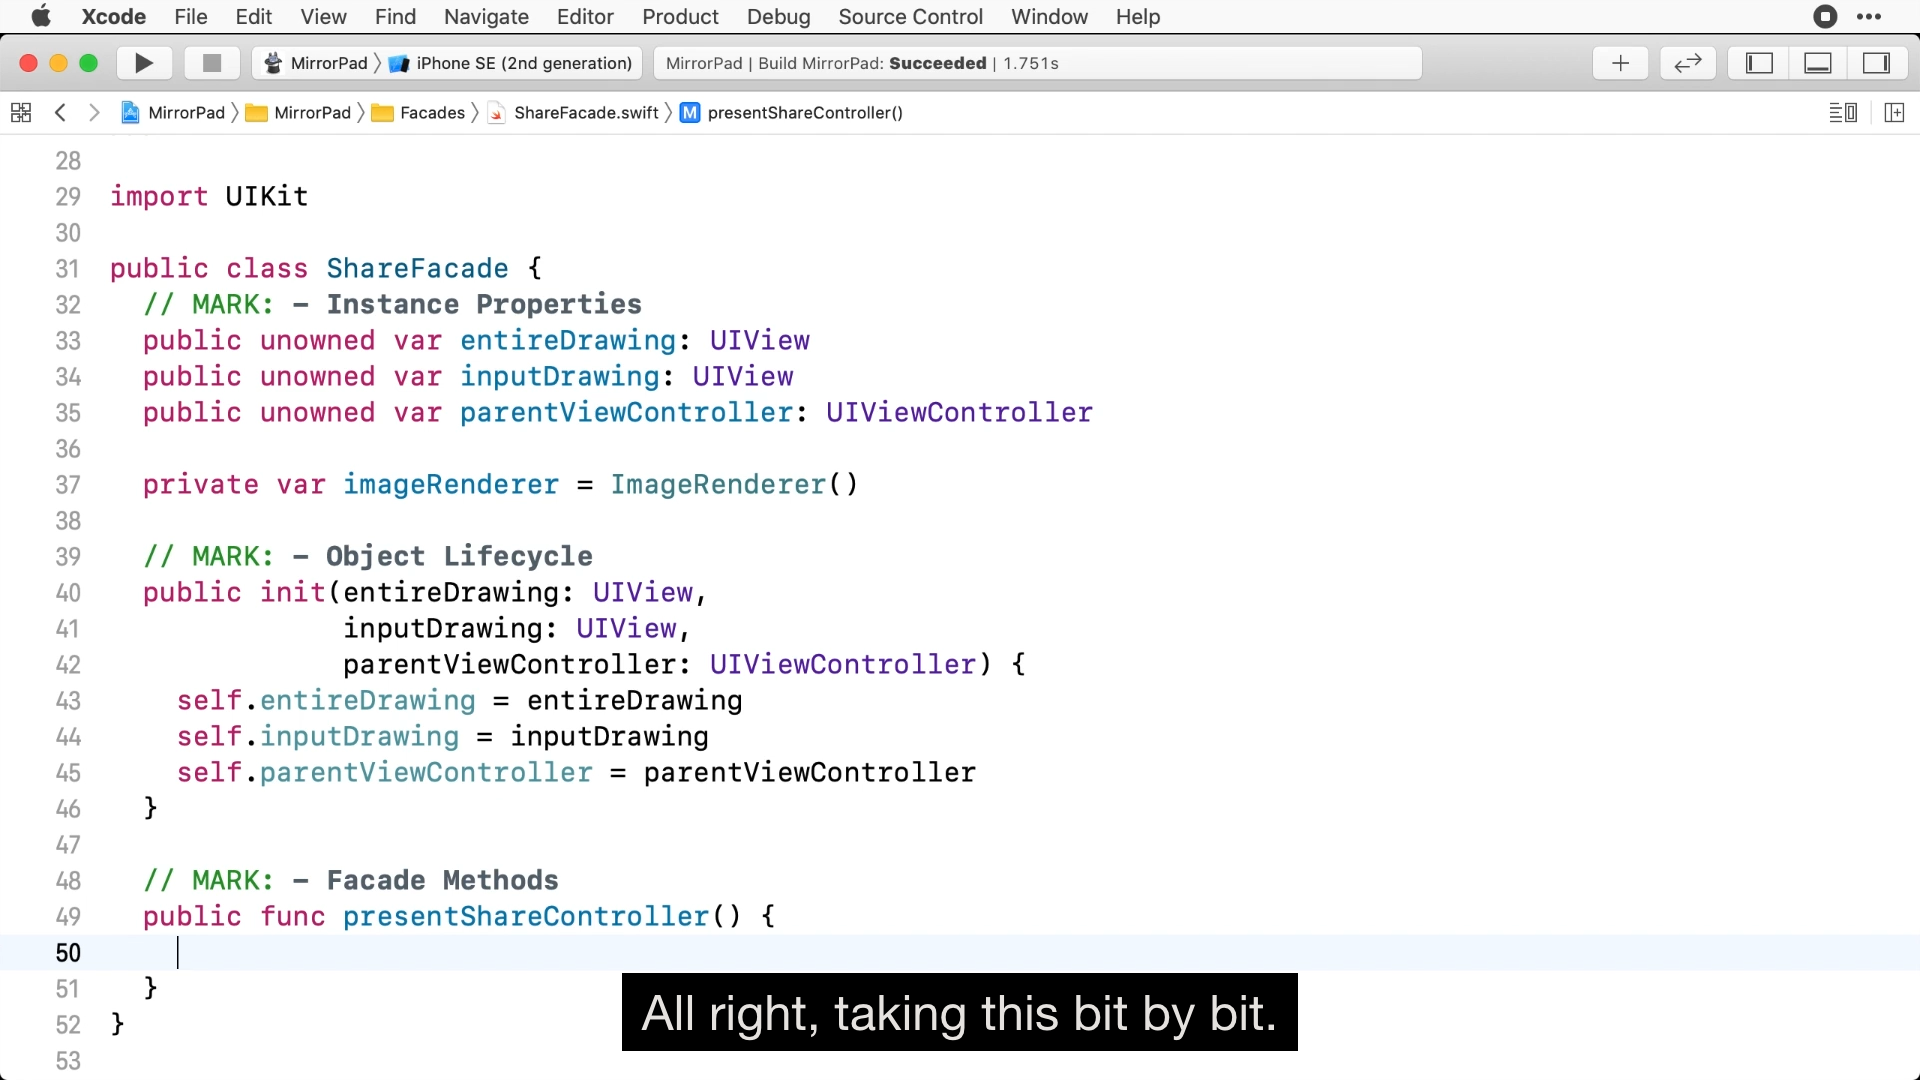 Xcode File Edit View Find Navigate Editor Product Debug Source Control Window Help
MirrorPad 〉 iPhone SE (2nd generation) MirrorPad | Build MirrorPad: Succeeded | 1.751s
MirrorPad 〉 MirrorPad 〉 Facades 〉 ShareFacade.swift 〉 M presentShareController()
28
29 import UIKit
30
31 public class ShareFacade {
32 // MARK: - Instance Properties
33 public unowned var entireDrawing: UIView
34 public unowned var inputDrawing: UIView
35 public unowned var parentViewController: UIViewController
36
37 private var imageRenderer = ImageRenderer()
38
39 // MARK: - Object Lifecycle
40 public init(entireDrawing: UIView,
41 inputDrawing: UIView,
42 parentViewController: UIViewController) {
43 self.entireDrawing = entireDrawing
44 self.inputDrawing = inputDrawing
45 self.parentViewController = parentViewController
46 }
47
48 // MARK: - Facade Methods
49 public func presentShareController() {
50
51 }
52 }
53
All right, taking this bit by bit.